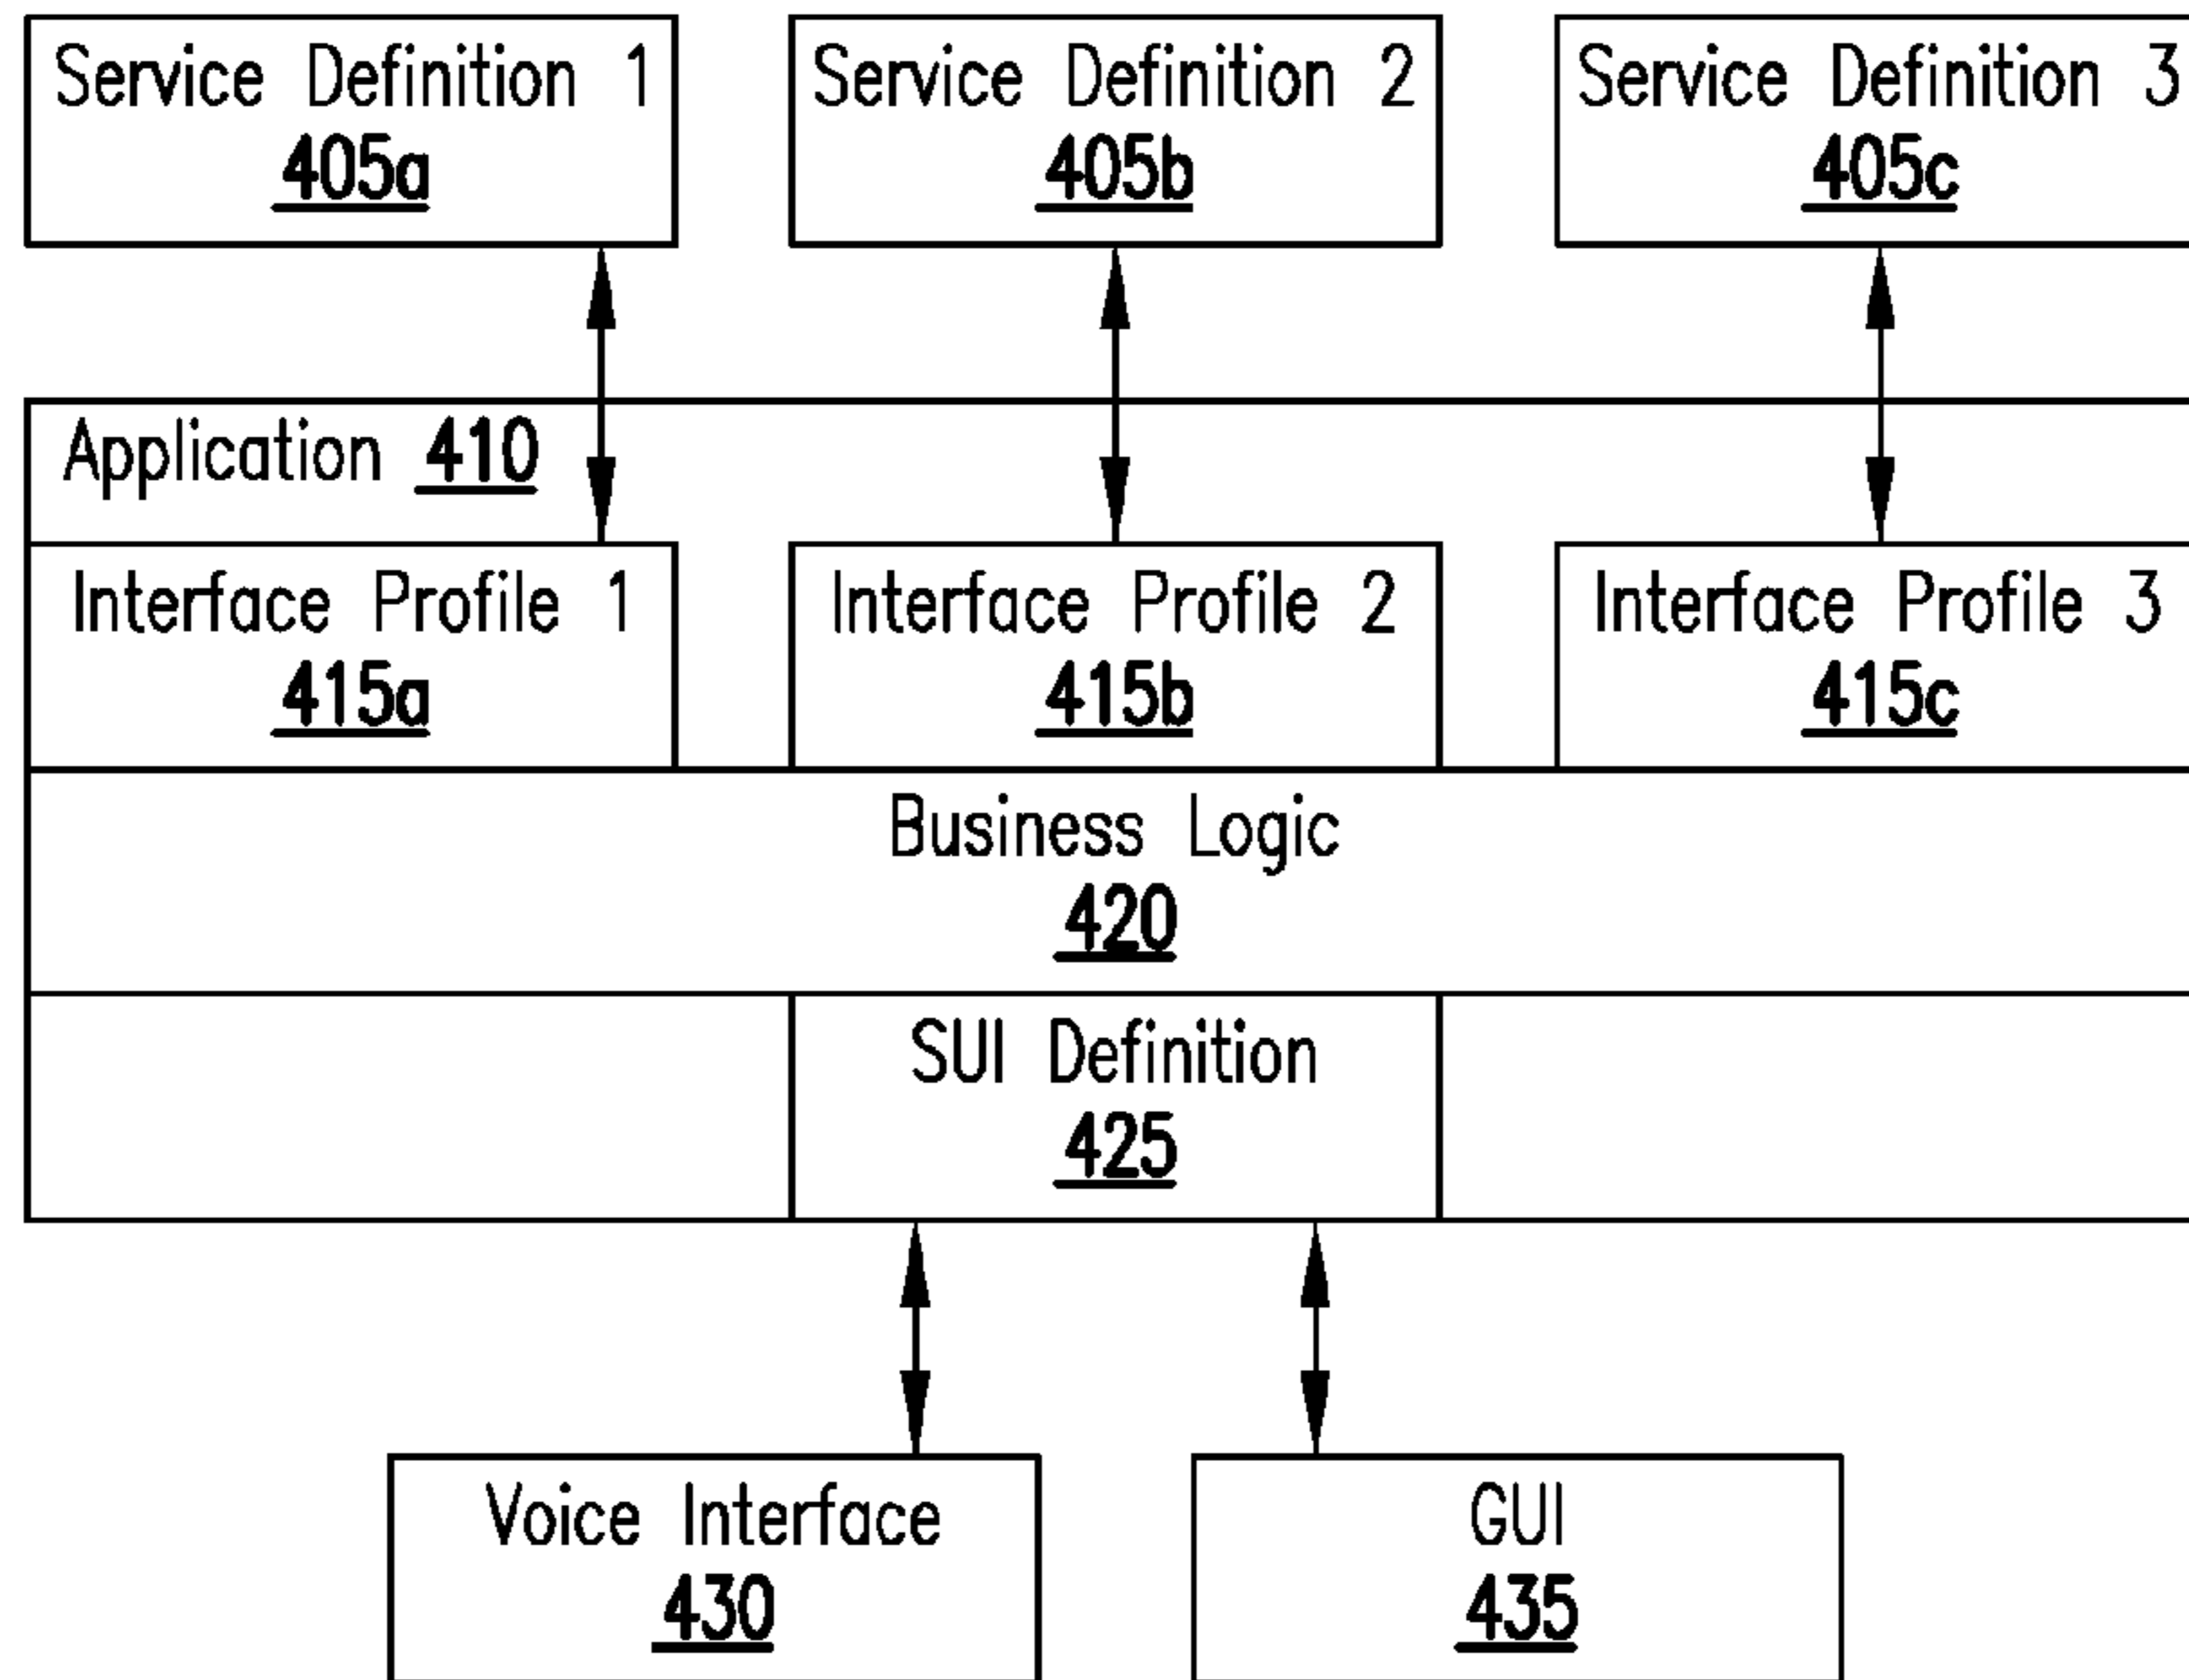 Service Definition 1
405a
Service Definition 2
405b
Service Definition 3
405c
Application 410
Interface Profile 1
415a
Interface Profile 2
415b
Interface Profile 3
415c
Business Logic
420
SUI Definition
425
Voice Interface
430
GUI
435